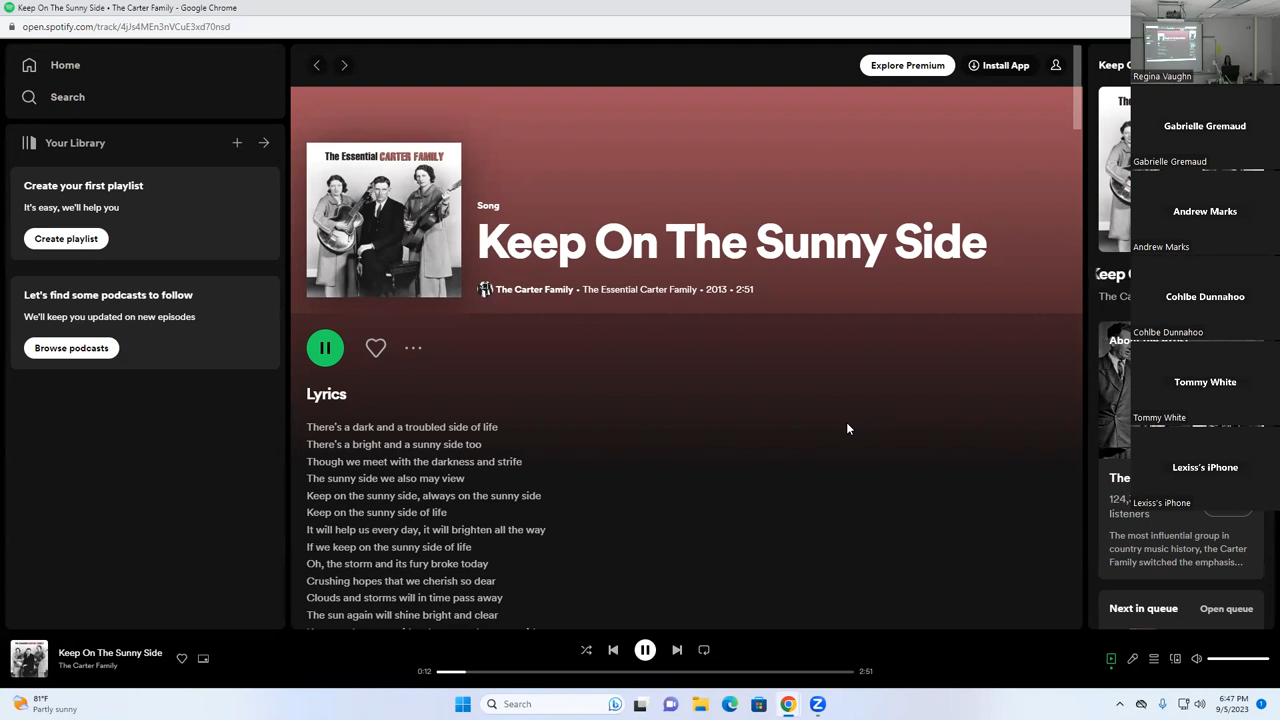 Keep On The Sunny Side • The Carter Family - Google Chrome
open.spotify.com/track/4jJs4MEn3nVCuE3xd70nsd
Home
Search
Your Library
Create your first playlist
It's easy, we'll help you
Create playlist
Let's find some podcasts to follow
We'll keep you updated on new episodes
Browse podcasts
Explore Premium
Install App
The Essential CARTER FAMILY
Song
Keep On The Sunny Side
The Carter Family • The Essential Carter Family • 2013 • 2:51
Lyrics
There's a dark and a troubled side of life
There's a bright and a sunny side too
Though we meet with the darkness and strife
The sunny side we also may view
Keep on the sunny side, always on the sunny side
Keep on the sunny side of life
It will help us every day, it will brighten all the way
If we keep on the sunny side of life
Oh, the storm and its fury broke today
Crushing hopes that we cherish so dear
Clouds and storms will in time pass away
The sun again will shine bright and clear
Keep O
The
Keep O
The Ca
Abou
The
124,
listeners
The most influential group in
country music history, the Carter
Family switched the emphasis...
Next in queue
Open queue
Regina Vaughn
Gabrielle Gremaud
Gabrielle Gremaud
Andrew Marks
Andrew Marks
Cohlbe Dunnahoo
Cohlbe Dunnahoo
Tommy White
Tommy White
Lexiss's iPhone
Lexiss's iPhone
Keep On The Sunny Side
The Carter Family
0:12
2:51
81°F
Partly sunny
Search
6:47 PM
9/5/2023